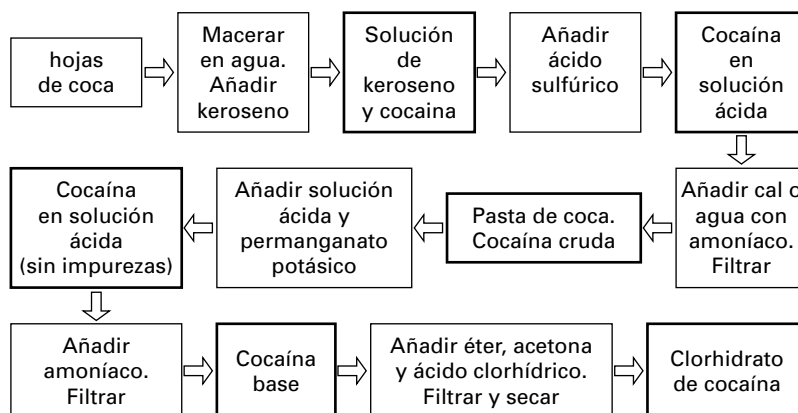 hojas
de coca
Macerar
en agua.
Añadir
keroseno
Solución
de
keroseno
y cocaina
Añadir
ácido
sulfúrico
Cocaína
en
solución
ácida
Añadir cal o
agua con
amoníaco.
Filtrar
Pasta de coca.
Cocaína cruda
Añadir solución
ácida y
permanganato
potásico
Cocaína
en solución
ácida
(sin impurezas)
Añadir
amoníaco.
Filtrar
Cocaína
base
Añadir éter, acetona
y ácido clorhídrico.
Filtrar y secar
Clorhidrato
de cocaína